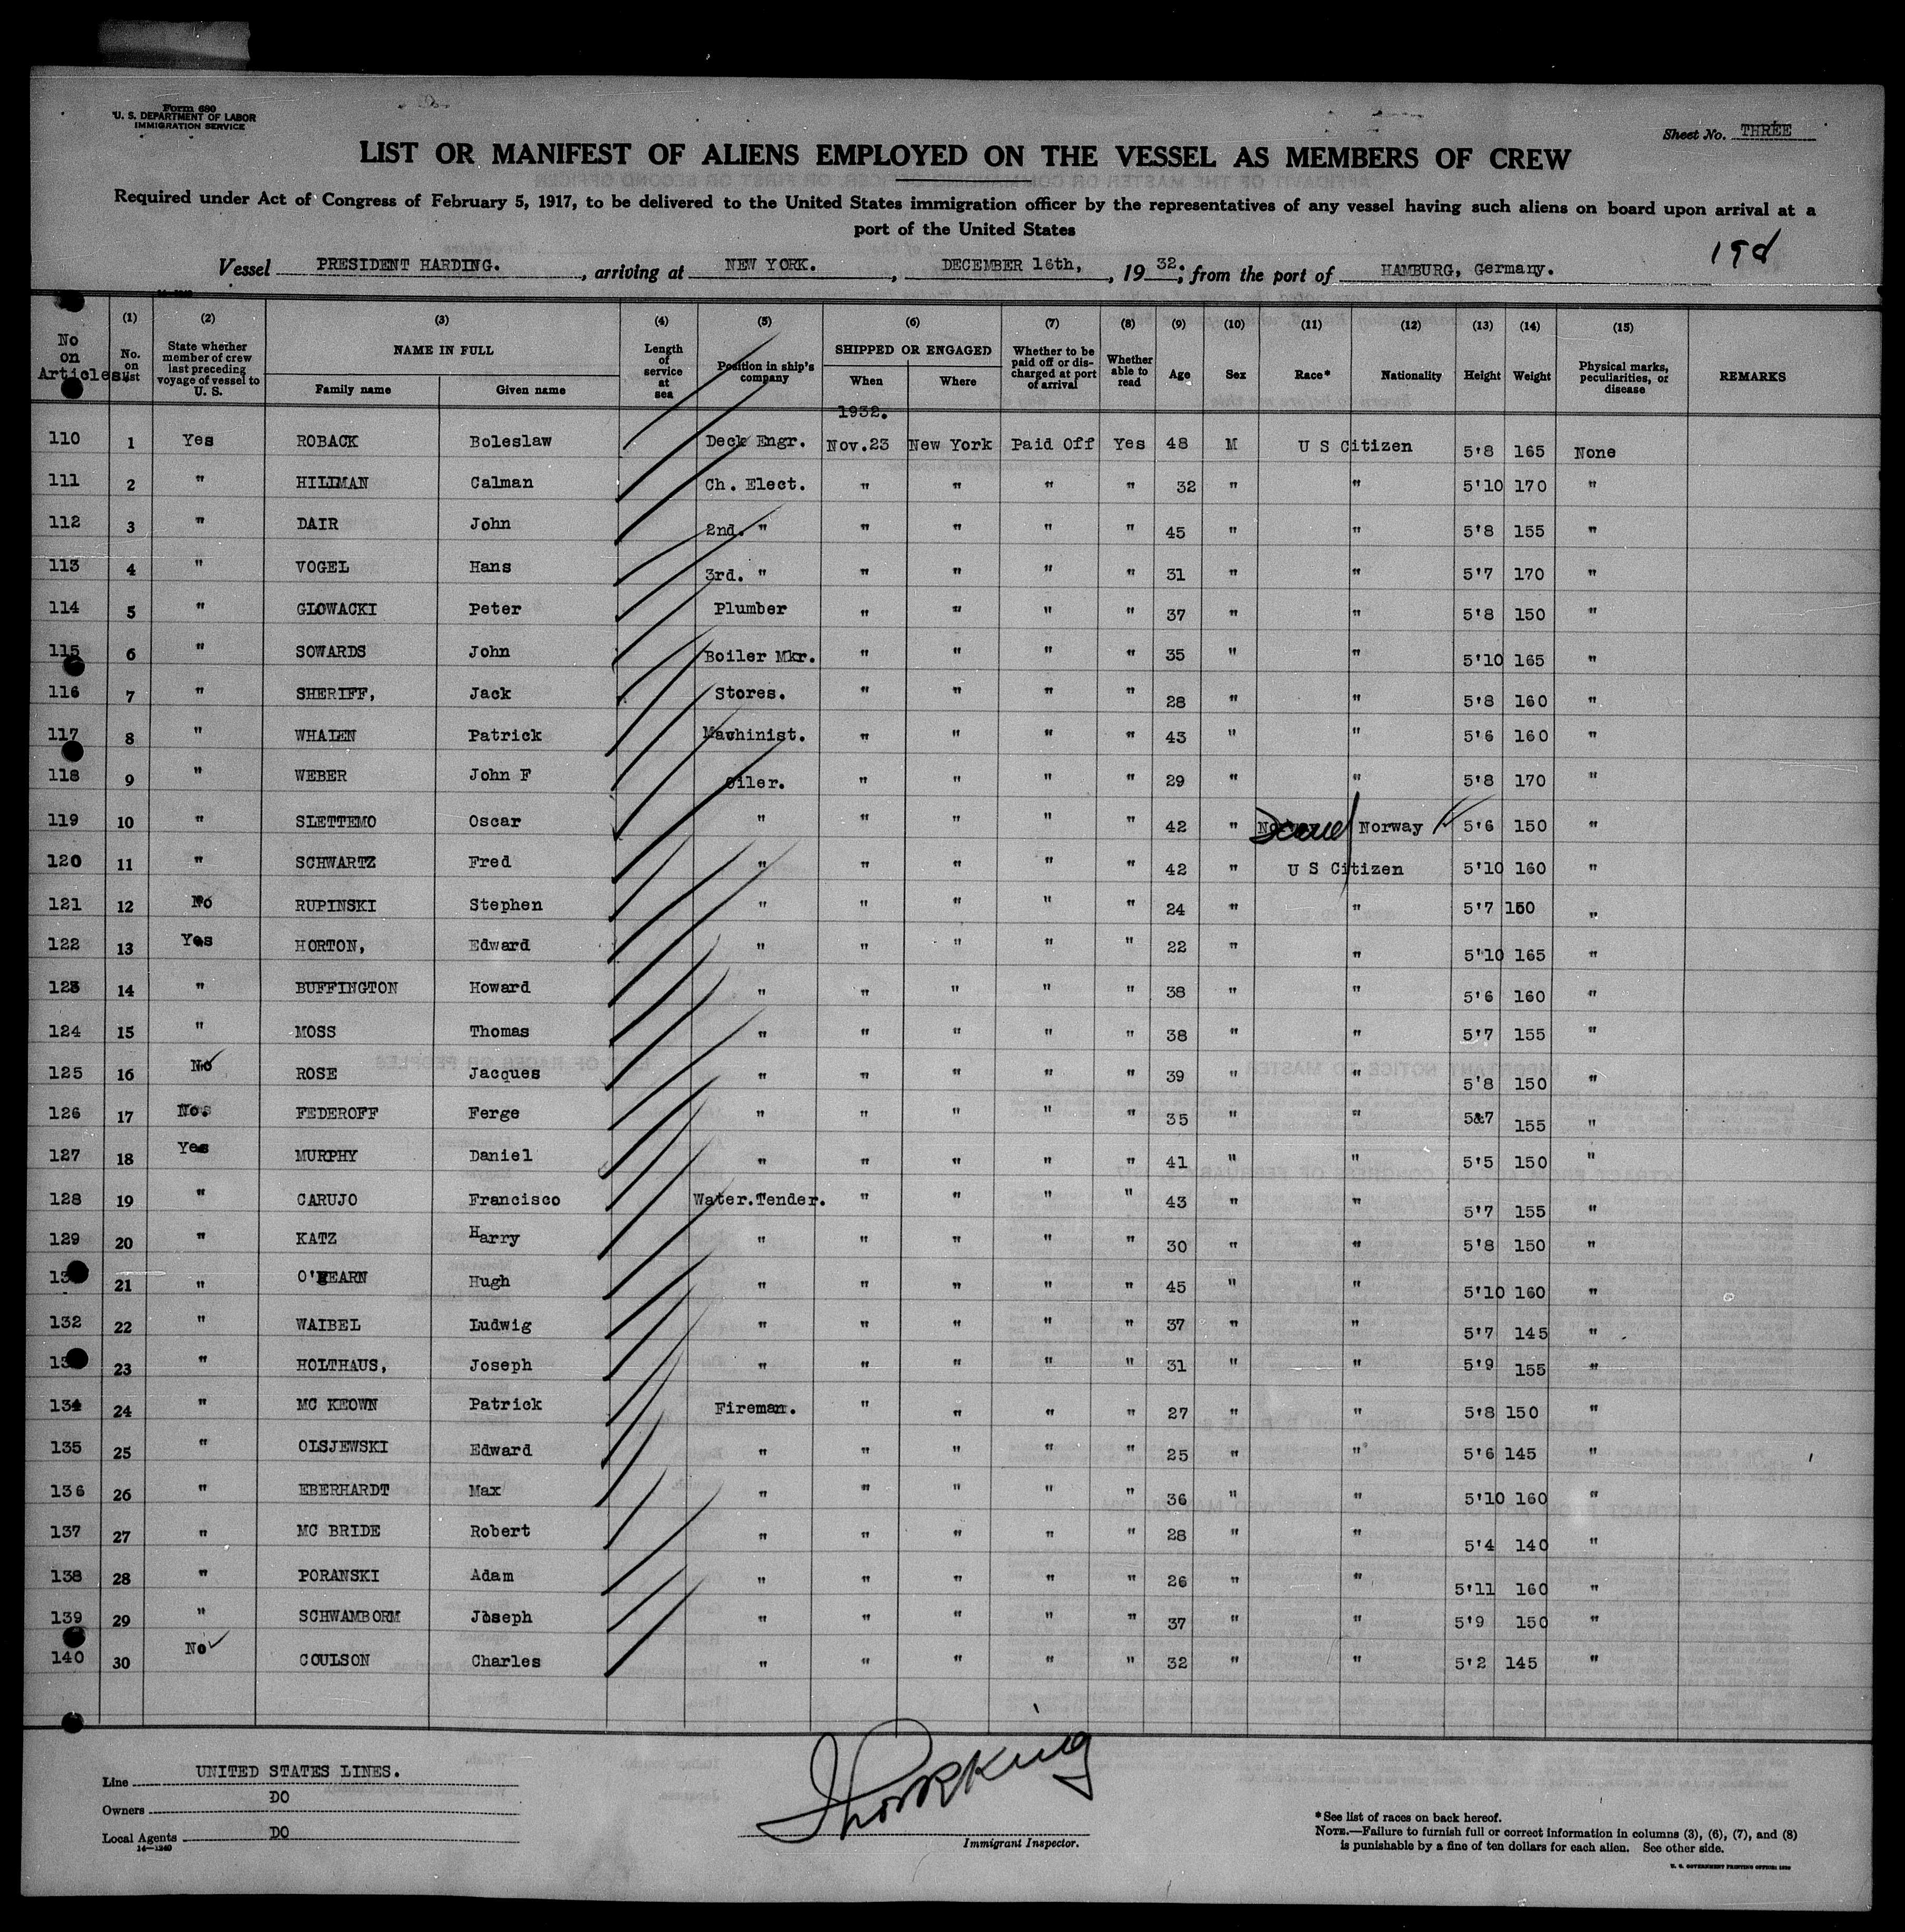 Form 680
U. S. DEPARTMENT OF LABOR
IMMIGRATION SERVICE
Sheet No. THREE
LIST OR MANIFEST OF ALIENS EMPLOYED ON THE VESSEL AS MEMBERS OF CREW
Required under Act of Congress of February 5, 1917, to be delivered to the United States immigration officer by the representatives of any vessel having such aliens on board upon arrival at a
port of the United States
19d
Vessel PRESIDENT HARDING. , arriving at NEW YORK. , DECEMBER 16th, , 19 32. ; from the port of HAMBURG, Germany.
No on Articles. (1) No. on list (2) State whether member of crew last preceding voyage of vessel to U. S. (3) NAME IN FULL Family name Given name (4) Length of service at sea (5) Position in ship's company (6) SHIPPED OR ENGAGED When Where (7) Whether to be paid off or discharged at port of arrival (8) Whether able to read (9) Age (10) Sex (11) Race* (12) Nationality (13) Height (14) Weight (15) Physical marks, peculiarities, or disease REMARKS
1932.
110 1 Yes ROBACK Boleslaw Deck Engr. Nov.23 New York Paid Off Yes 48 M U S Citizen 5'8 165 None
111 2 " HILLMAN Calman Ch. Elect. " " " " 32 " " 5'10 170 "
112 3 " DAIR John 2nd. " " " " " 45 " " 5'8 155 "
113 4 " VOGEL Hans 3rd. " " " " " 31 " " 5'7 170 "
114 5 " GLOWACKI Peter Plumber " " " " 37 " " 5'8 150 "
115 6 " SOWARDS John Boiler Mkr. " " " " 35 " " 5'10 165 "
116 7 " SHERIFF, Jack Stores. " " " " 28 " " 5'8 160 "
117 8 " WHALEN Patrick Machinist. " " " " 43 " " 5'6 160 "
118 9 " WEBER John F Oiler. " " " " 29 " " 5'8 170 "
119 10 " SLETTEMO Oscar " " " " " 42 " Norway 5'6 150 "
120 11 " SCHWARTZ Fred " " " " " 42 " U S Citizen 5'10 160 "
121 12 No RUPINSKI Stephen " " " " " 24 " " 5'7 150 "
122 13 Yes HORTON, Edward " " " " " 22 " " 5'10 165 "
123 14 " BUFFINGTON Howard " " " " " 38 " " 5'6 160 "
124 15 " MOSS Thomas " " " " " 38 " " 5'7 155 "
125 16 No ROSE Jacques " " " " " 39 " " 5'8 150 "
126 17 No. FEDEROFF Ferge " " " " " 35 " " 5&7 155 "
127 18 Yes MURPHY Daniel " " " " " 41 " " 5'5 150 "
128 19 " CARUJO Francisco Water.Tender. " " " " 43 " " 5'7 155 "
129 20 " KATZ Harry " " " " " 30 " " 5'8 150 "
21 " Hugh " " " " " 45 " " 5'10 160 "
132 22 " WAIBEL Ludwig " " " " " 37 " " 5'7 145 "
23 " HOLTHAUS, Joseph " " " " " 31 " " 5'9 155 "
134 24 " MC KEOWN Patrick Fireman. " " " " 27 " " 5'8 150 "
135 25 " OLSJEWSKI Edward " " " " " 25 " " 5'6 145 "
136 26 " EBERHARDT Max " " " " " 36 " " 5'10 160 "
137 27 " MC BRIDE Robert " " " " " 28 " " 5'4 140 "
138 28 " PORANSKI Adam " " " " " 26 " " 5'11 160 "
139 29 " SCHWAMBORM Joseph " " " " " 37 " " 5'9 150 "
140 30 No COULSON Charles " " " " " 32 " " 5'2 145 "
Line UNITED STATES LINES.
Owners DO
Local Agents DO
14—1240
Immigrant Inspector.
*See list of races on back hereof.
NOTE.—Failure to furnish full or correct information in columns (3), (6), (7), and (8)
is punishable by a fine of ten dollars for each alien. See other side.